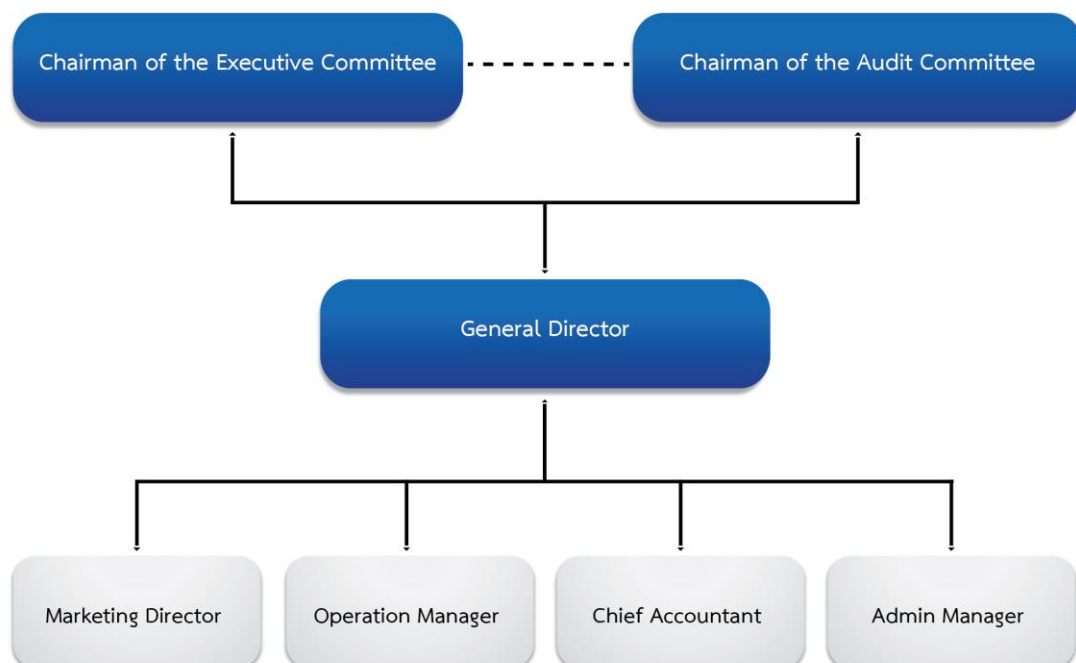 Chairman of the Executive Committee
Chairman of the Audit Committee
General Director
Marketing Director
Operation Manager
Chief Accountant
Admin Manager